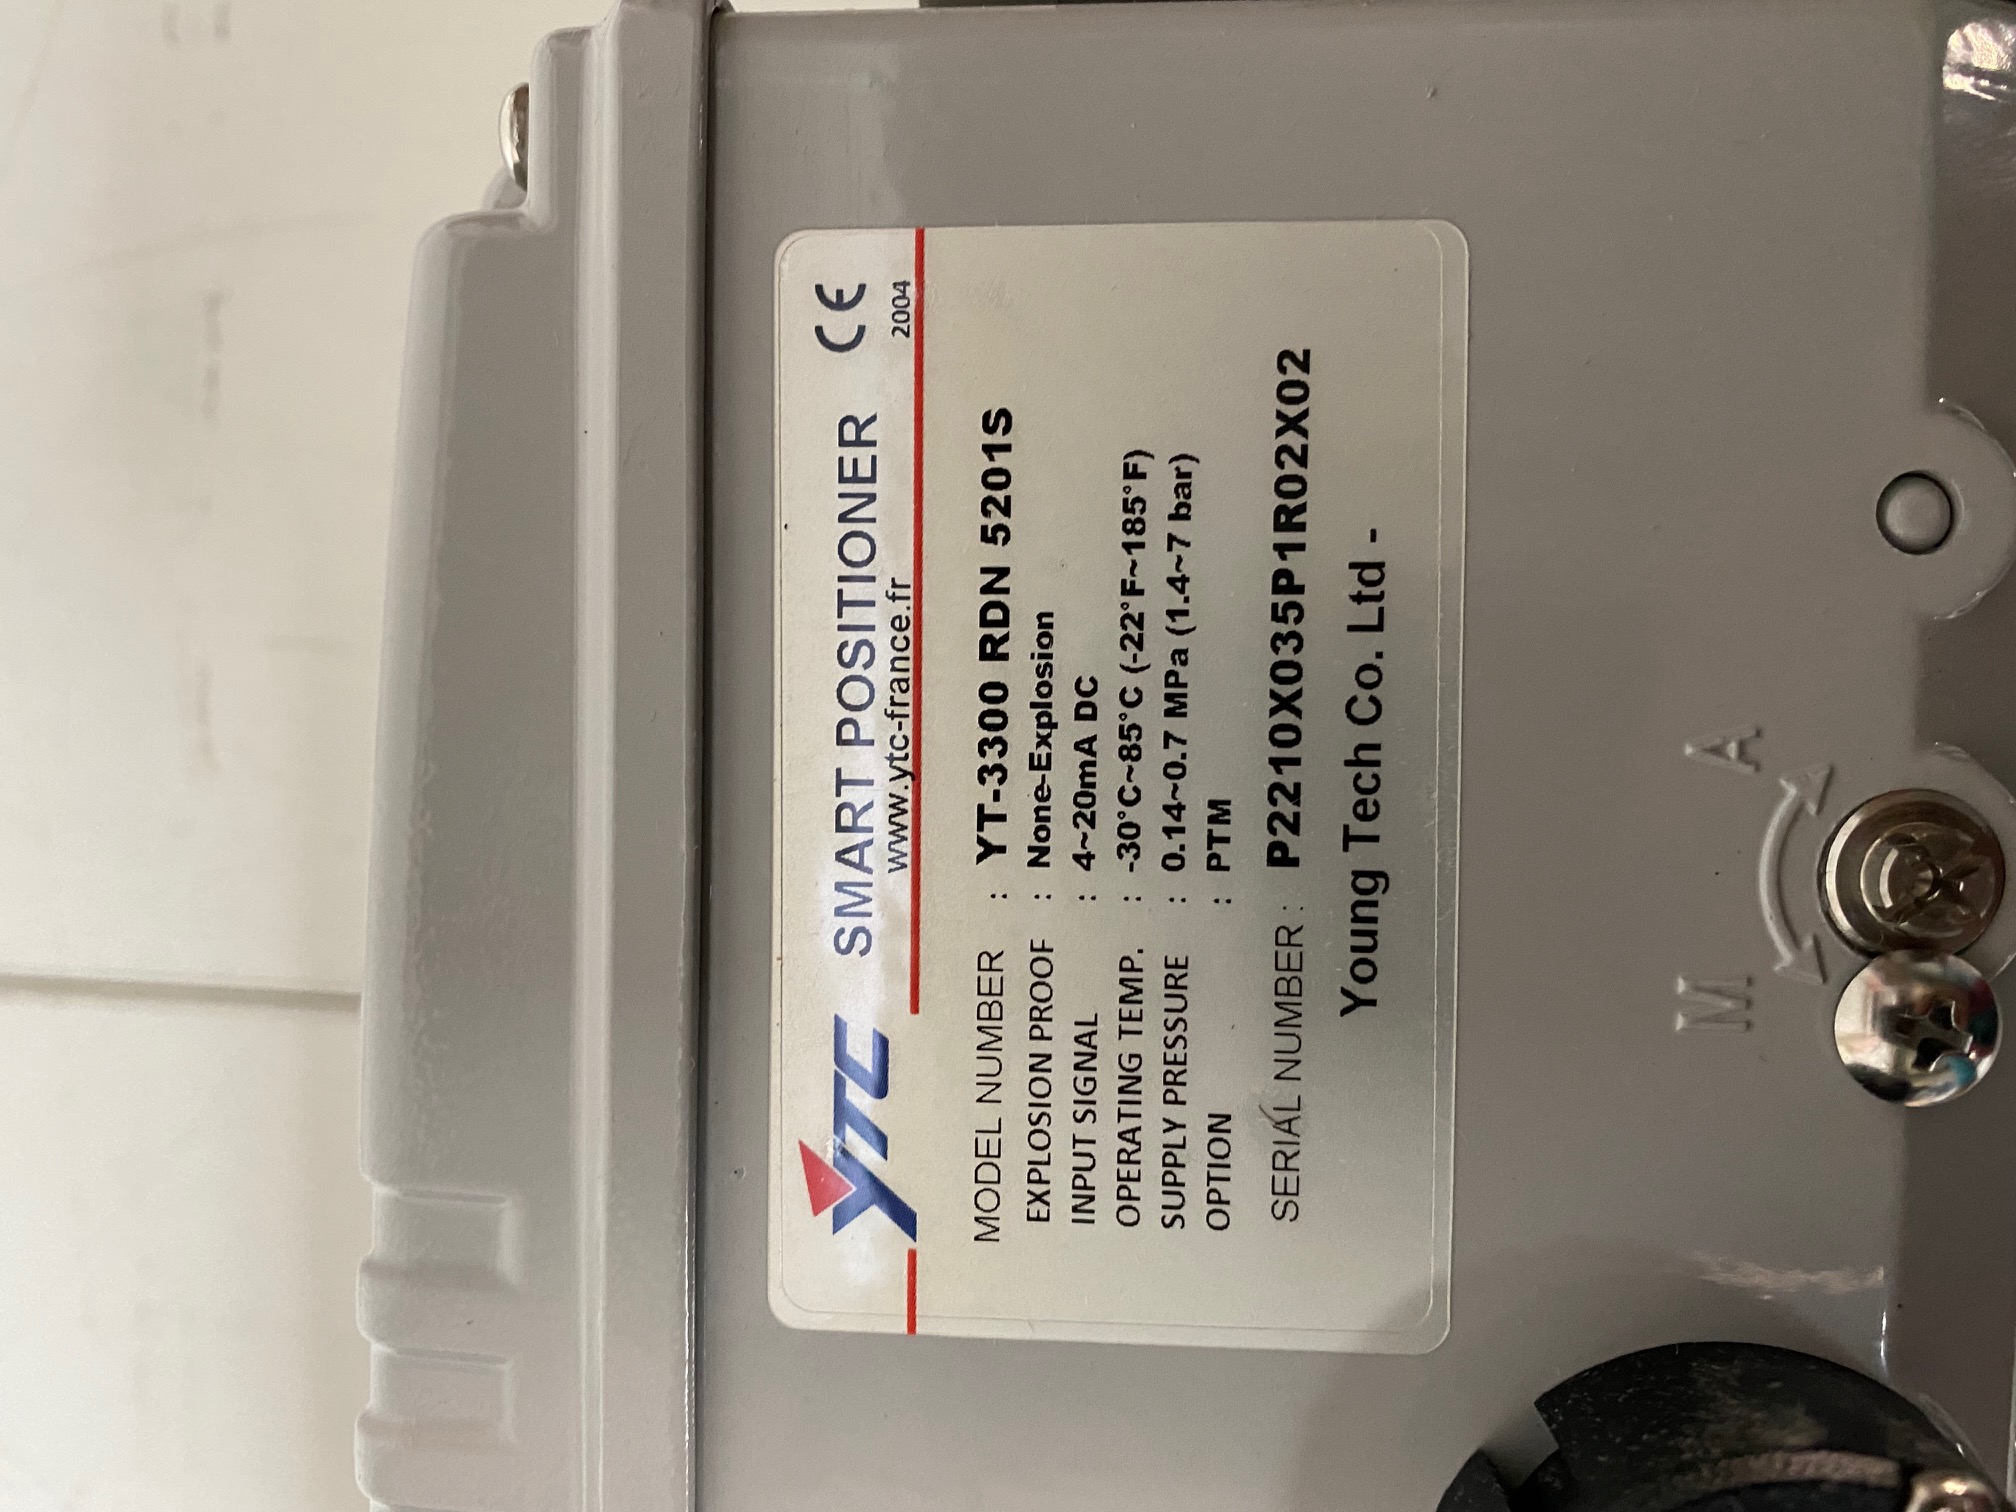 YTC SMART POSITIONER CE
www.ytc-france.fr 2004
MODEL NUMBER : YT-3300 RDN 5201S
EXPLOSION PROOF : None-Explosion
INPUT SIGNAL : 4~20mA DC
OPERATING TEMP. : -30°C~85°C (-22°F~185°F)
SUPPLY PRESSURE : 0.14~0.7 MPa (1.4~7 bar)
OPTION : PTM
SERIAL NUMBER : P2210X035P1R02X02
Young Tech Co. Ltd -
M A